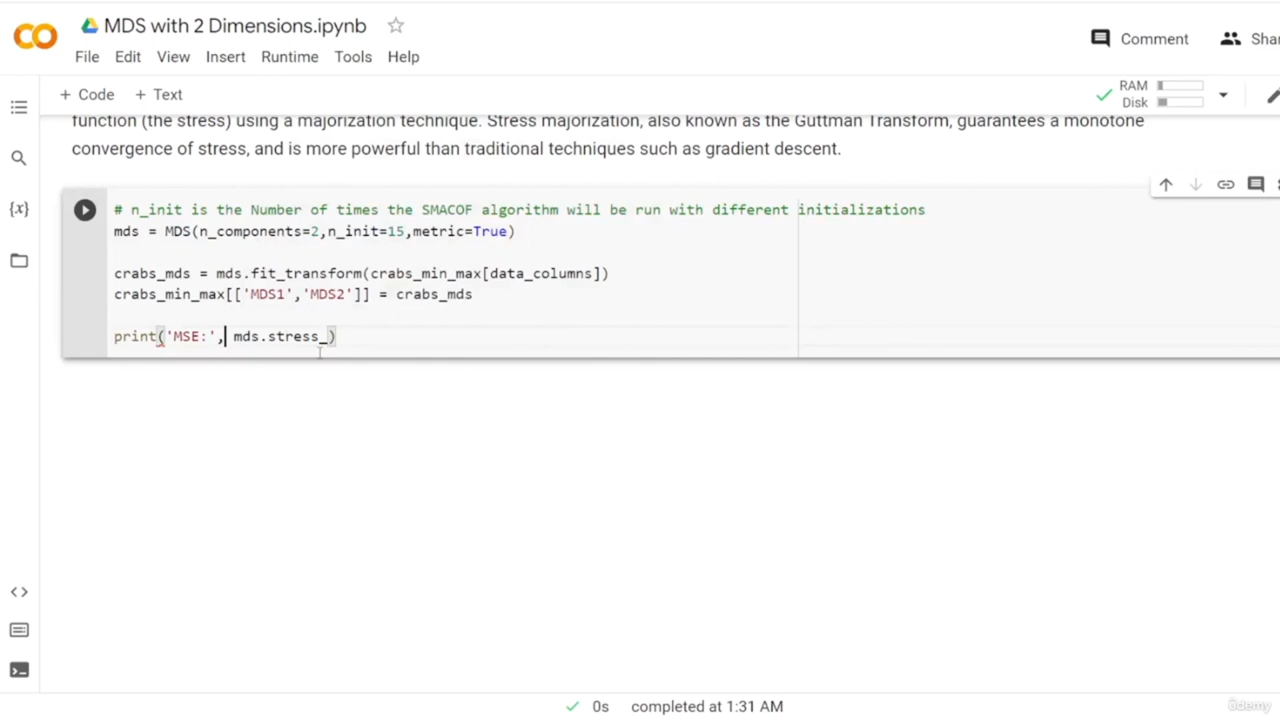 MDS with 2 Dimensions.ipynb
File Edit View Insert Runtime Tools Help
Comment
+ Code + Text
RAM
Disk
function (the stress) using a majorization technique. Stress majorization, also known as the Guttman Transform, guarantees a monotone
convergence of stress, and is more powerful than traditional techniques such as gradient descent.
{x}
# n_init is the Number of times the SMACOF algorithm will be run with different initializations
mds = MDS(n_components=2,n_init=15,metric=True)
crabs_mds = mds.fit_transform(crabs_min_max[data_columns])
crabs_min_max[['MDS1','MDS2']] = crabs_mds
print('MSE:', mds.stress_)
0s completed at 1:31 AM
ûdemy